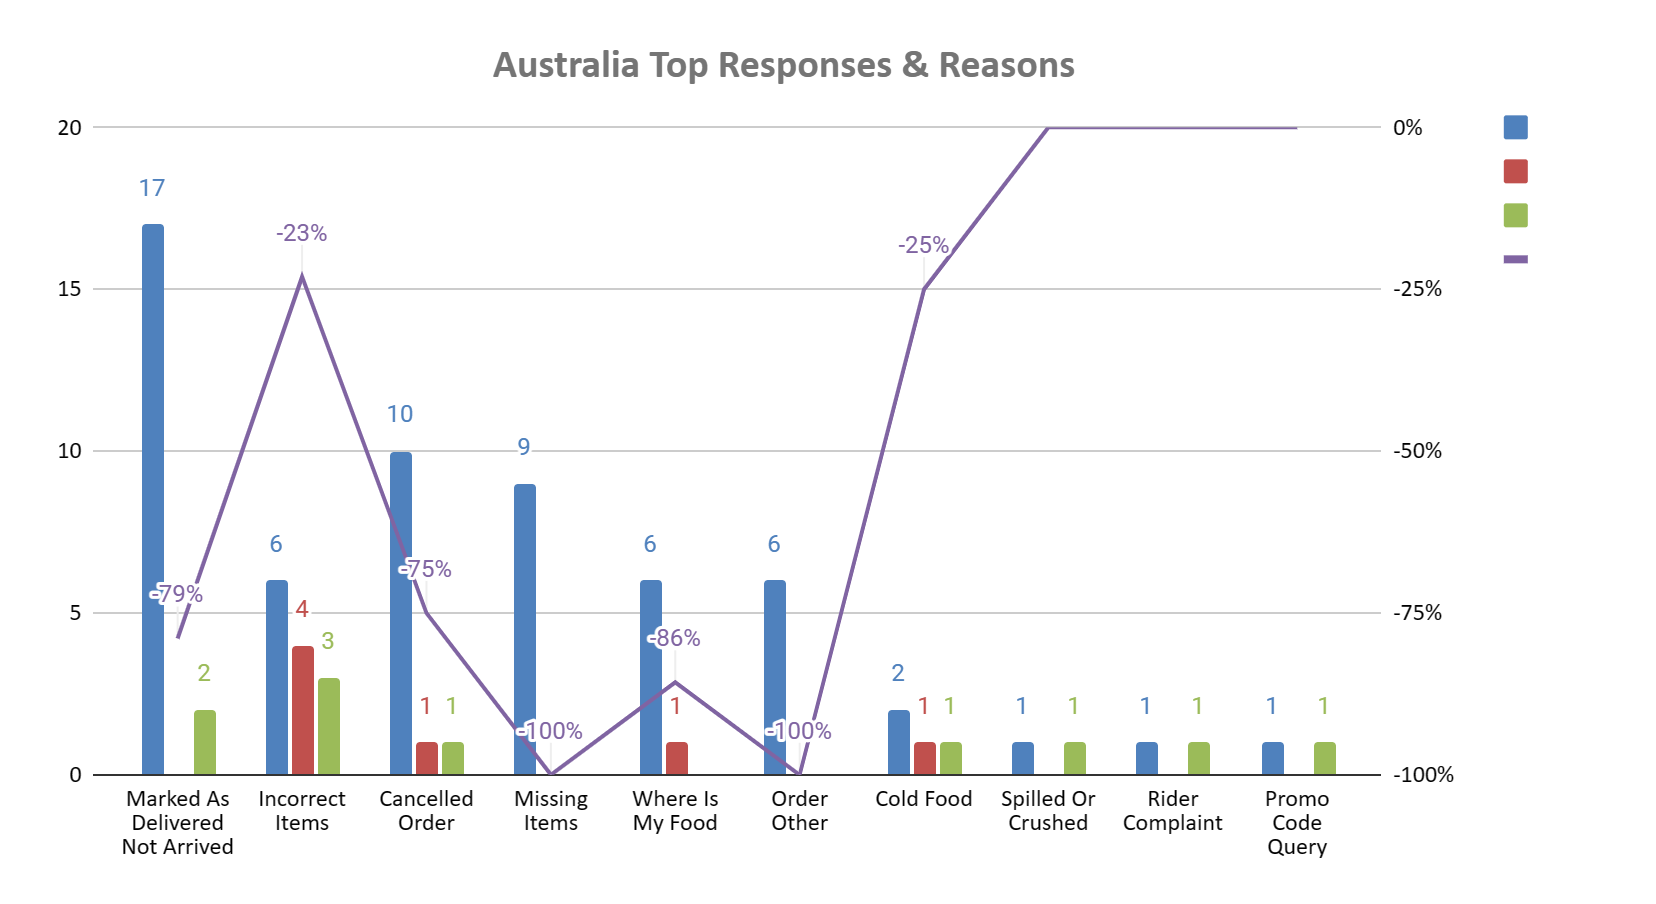 Australia Top Responses & Reasons
20
0%
17
-23%
-25%
15
-25%
10
9
10
-50%
6
6
6
-79%
-75%
4
5
-75%
3
-86%
2
2
1
1
1
1
1
1
1
1
1
1
1
-100%
-100%
0
-100%
Marked As
Delivered
Not Arrived
Incorrect
Items
Cancelled
Order
Missing
Items
Where Is
My Food
Order
Other
Cold Food
Spilled Or
Crushed
Rider
Complaint
Promo
Code
Query